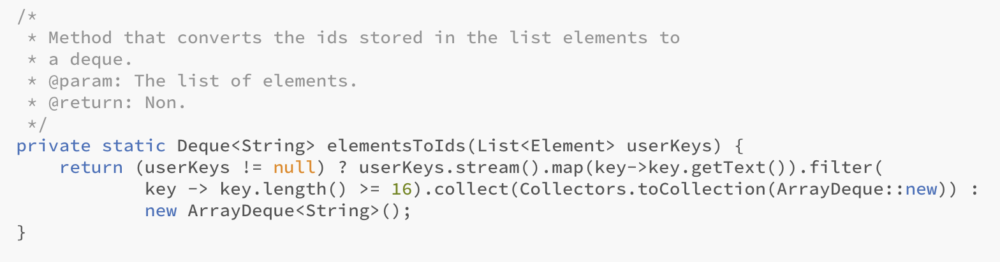 /*
 * Method that converts the ids stored in the list elements to
 * a deque.
 * @param: The list of elements.
 * @return: Non.
 */
private static Deque<String> elementsToIds(List<Element> userKeys) {
    return (userKeys != null) ? userKeys.stream().map(key->key.getText()).filter(
            key -> key.length() >= 16).collect(Collectors.toCollection(ArrayDeque::new)) :
            new ArrayDeque<String>();
}